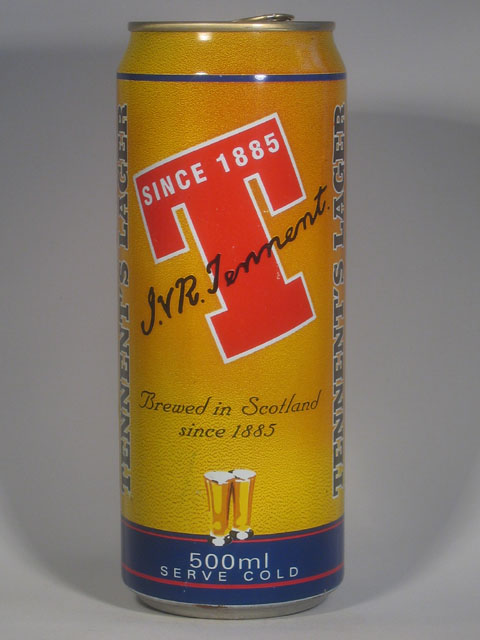 SINCE 1885
T
J.&R. Tennent.
TENNENT'S LAGER
TENNENT'S LAGER
Brewed in Scotland
since 1885
500ml
SERVE COLD